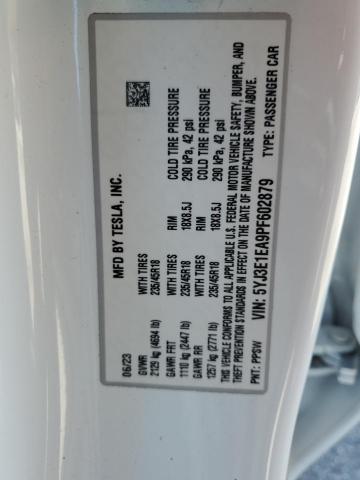 MFD BY TESLA, INC.
06/23
GVWR WITH TIRES RIM COLD TIRE PRESSURE
2129 kg (4694 lb) 235/45R18 18X8.5J 290 kPa, 42 psi
GAWR FRT WITH TIRES RIM COLD TIRE PRESSURE
1110 kg (2447 lb) 235/45R18 18X8.5J 290 kPa, 42 psi
GAWR RR
1257 kg (2771 lb)
THIS VEHICLE CONFORMS TO ALL APPLICABLE U.S. FEDERAL MOTOR VEHICLE SAFETY, BUMPER, AND
THEFT PREVENTION STANDARDS IN EFFECT ON THE DATE OF MANUFACTURE SHOWN ABOVE.
VIN: 5YJ3E1EA9PF602879 TYPE: PASSENGER CAR
PNT: PPSW